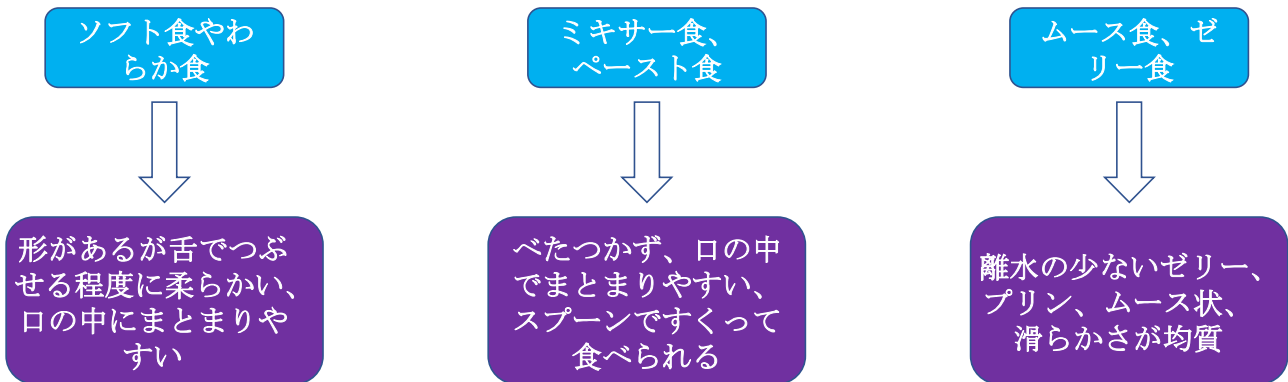 ソフト食やわ
らか食
ミキサー食、
ペースト食
ムース食、ゼ
リー食
形があるが舌でつぶ
せる程度に柔らかい、
口の中にまとまりや
すい
べたつかず、口の中
でまとまりやすい、
スプーンですくって
食べられる
離水の少ないゼリー、
プリン、ムース状、
滑らかさが均質